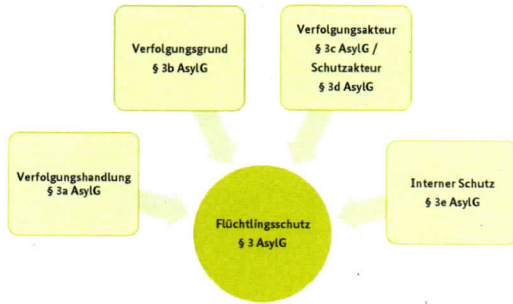 Verfolgungsgrund
§ 3b AsylG
Verfolgungsakteur
§ 3c AsylG /
Schutzakteur
§ 3d AsylG
Verfolgungshandlung
§ 3a AsylG
Interner Schutz
§ 3e AsylG
Flüchtlingsschutz
§ 3 AsylG